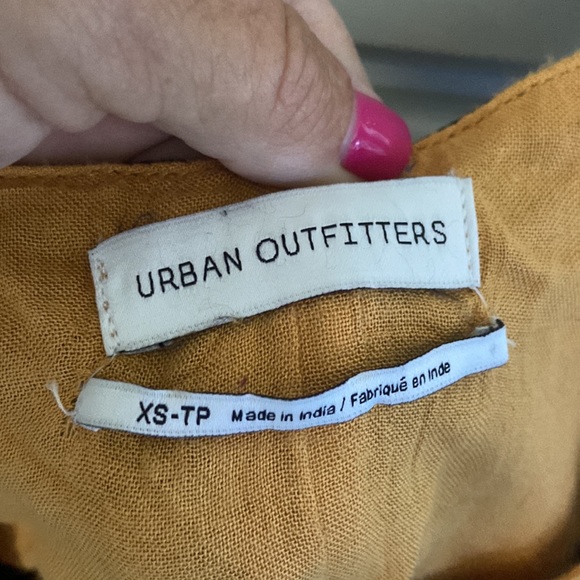 URBAN OUTFITTERS
XS-TP Made in India / Fabriqué en Inde